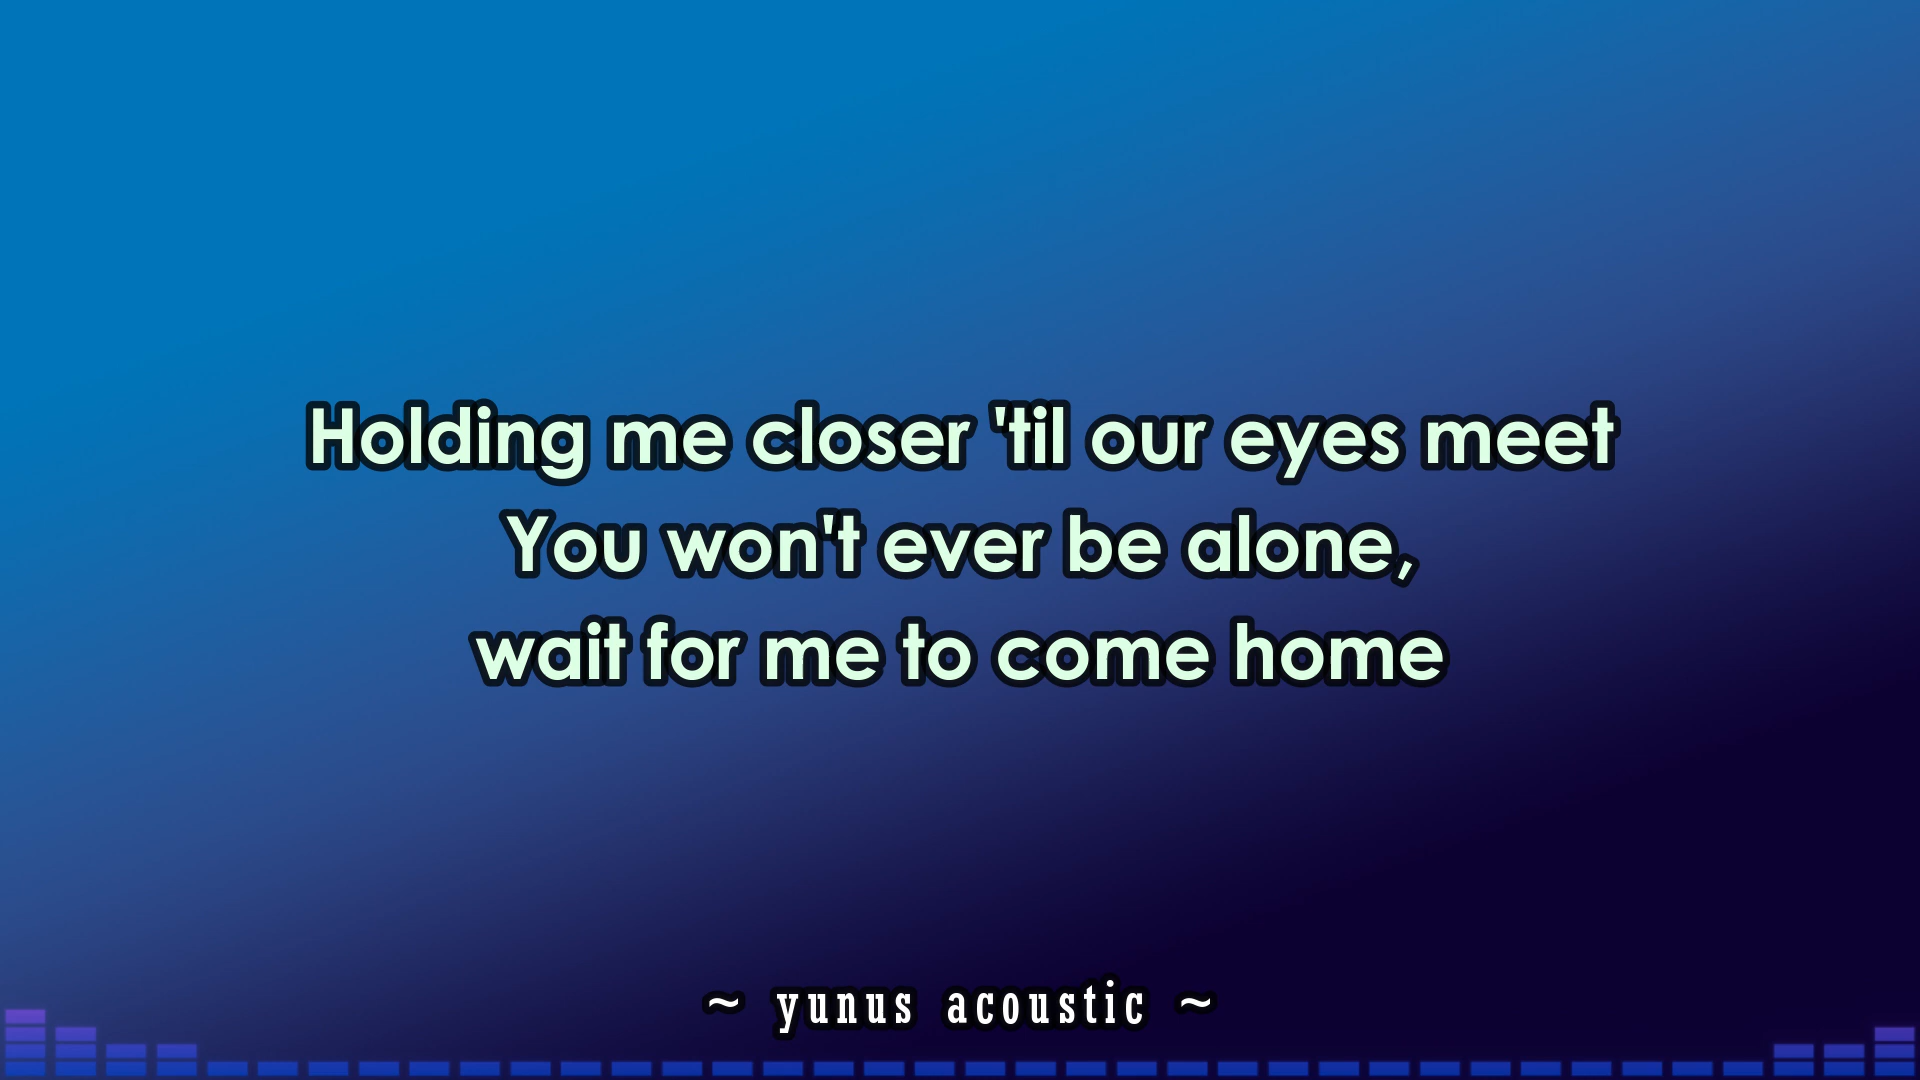 Holding me closer 'til our eyes meet
You won't ever be alone,
wait for me to come home
~ yunus acoustic ~